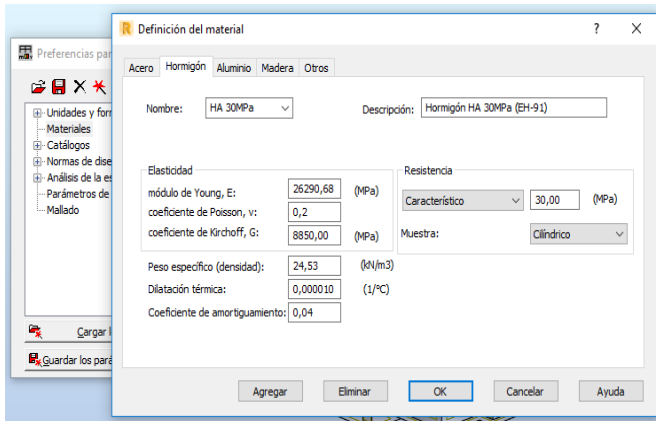 Definición del material
Preferencias par
Acero Hormigón Aluminio Madera Otros
Nombre: HA 30MPa
Descripción: Hormigón HA 30MPa (EH-91)
Unidades y forr
Materiales
Catálogos
Normas de dise
Análisis de la es
Parámetros de
Mallado
Elasticidad
módulo de Young, E: 26290,68 (MPa)
coeficiente de Poisson, ν: 0,2
coeficiente de Kirchoff, G: 8850,00 (MPa)
Resistencia
Característico 30,00 (MPa)
Muestra: Cilíndrico
Peso específico (densidad): 24,53 (kN/m3)
Dilatación térmica: 0,000010 (1/°C)
Coeficiente de amortiguamiento: 0,04
Cargar l
Guardar los pará
Agregar Eliminar OK Cancelar Ayuda